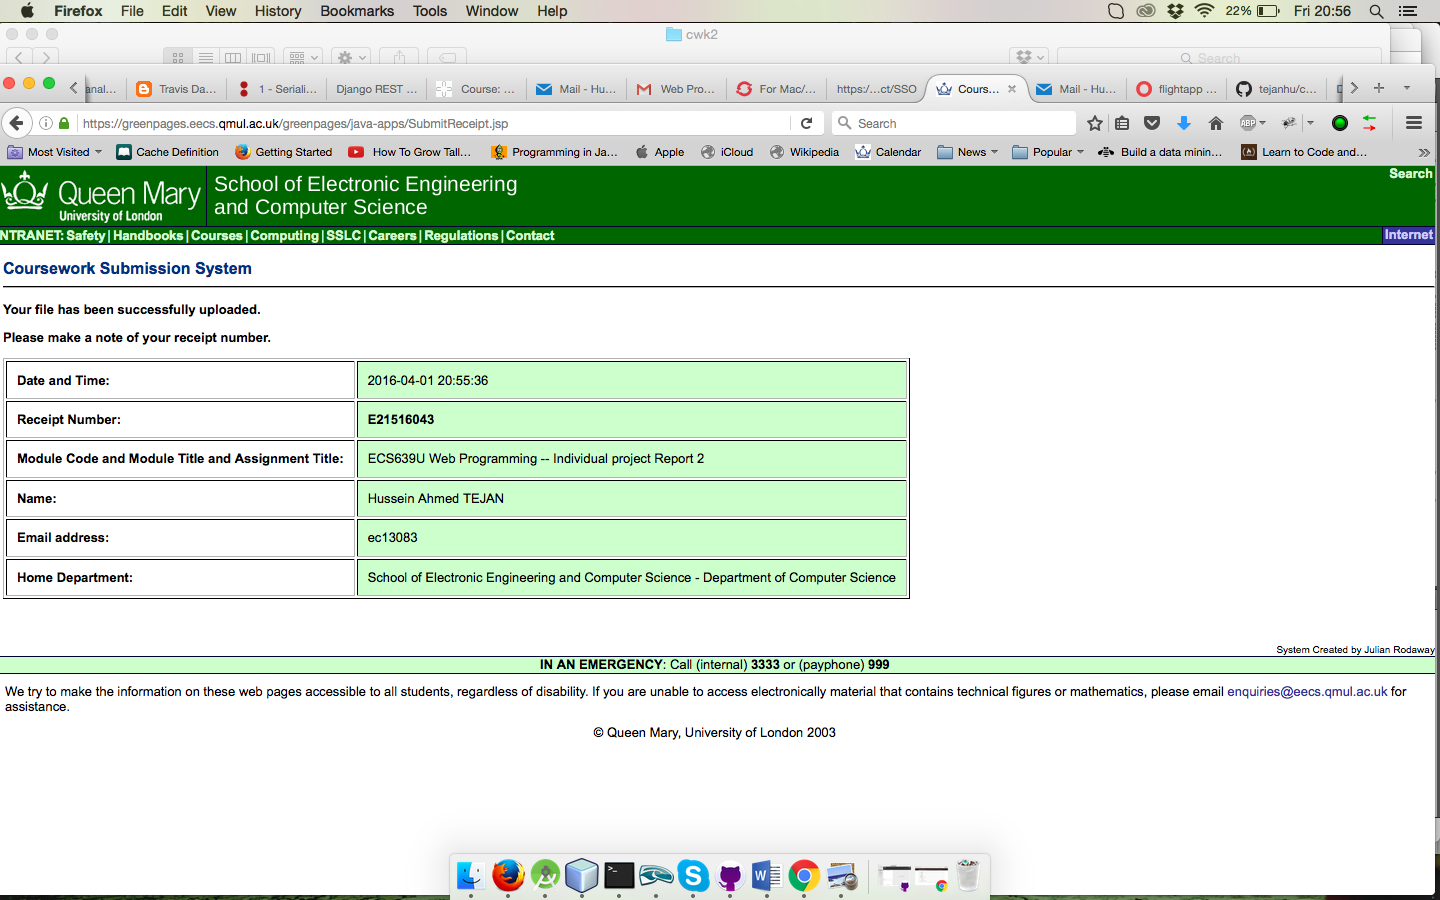 Firefox File Edit View History Bookmarks Tools Window Help 22% Fri 20:56
cwk2
Search
anal... Travis Da... 1 - Seriali... Django REST ... Course: ... Mail - Hu... Web Pro... For Mac/... https:/...ct/SSO Cours... Mail - Hu... flightapp ... tejanhu/c...
https://greenpages.eecs.qmul.ac.uk/greenpages/java-apps/SubmitReceipt.jsp Search ABP
Most Visited Cache Definition Getting Started How To Grow Tall... Programming in Ja... Apple iCloud Wikipedia Calendar News Popular Build a data minin... Learn to Code and...
Queen Mary
University of London
School of Electronic Engineering
and Computer Science
Search
NTRANET: Safety | Handbooks | Courses | Computing | SSLC | Careers | Regulations | Contact Internet
Coursework Submission System
Your file has been successfully uploaded.
Please make a note of your receipt number.
Date and Time: 2016-04-01 20:55:36
Receipt Number: E21516043
Module Code and Module Title and Assignment Title: ECS639U Web Programming -- Individual project Report 2
Name: Hussein Ahmed TEJAN
Email address: ec13083
Home Department: School of Electronic Engineering and Computer Science - Department of Computer Science
System Created by Julian Rodaway
IN AN EMERGENCY: Call (internal) 3333 or (payphone) 999
We try to make the information on these web pages accessible to all students, regardless of disability. If you are unable to access electronically material that contains technical figures or mathematics, please email enquiries@eecs.qmul.ac.uk for
assistance.
© Queen Mary, University of London 2003